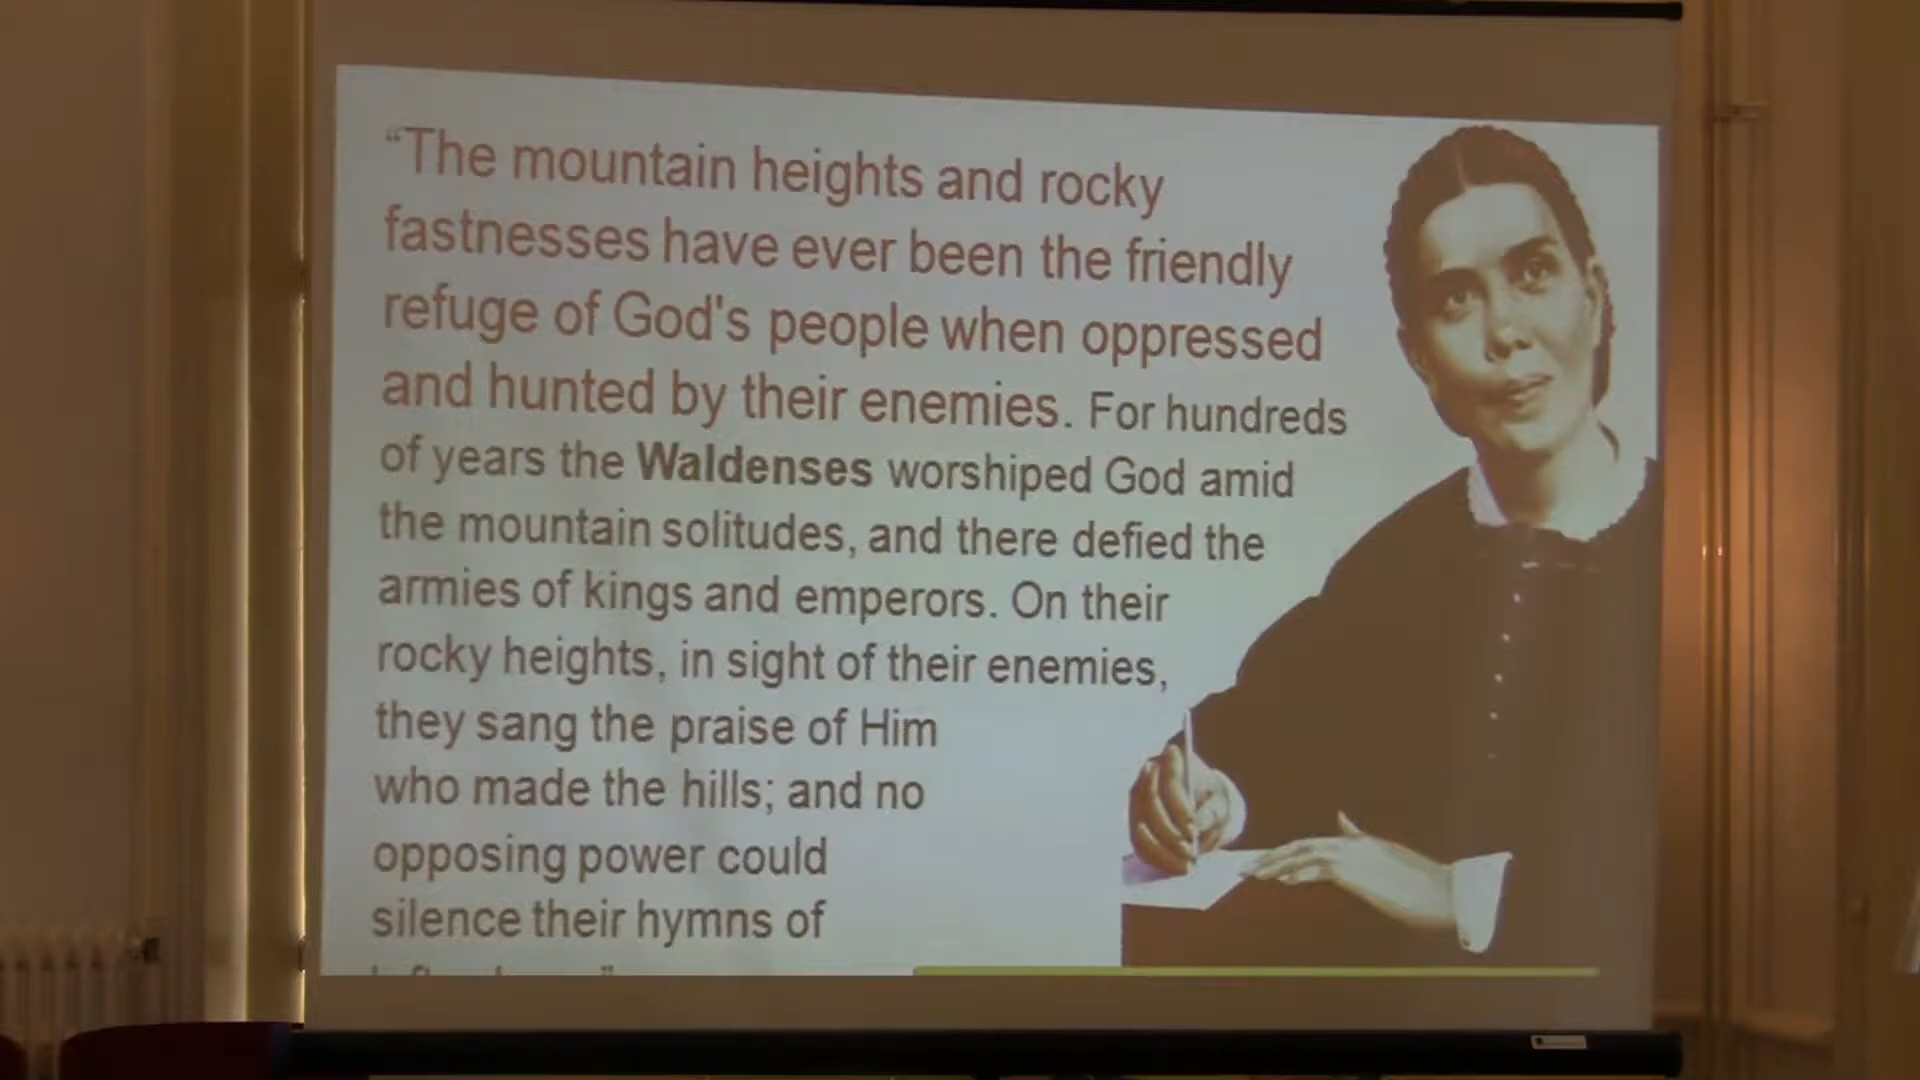 “The mountain heights and rocky
fastnesses have ever been the friendly
refuge of God's people when oppressed
and hunted by their enemies. For hundreds
of years the Waldenses worshiped God amid
the mountain solitudes, and there defied the
armies of kings and emperors. On their
rocky heights, in sight of their enemies,
they sang the praise of Him
who made the hills; and no
opposing power could
silence their hymns of